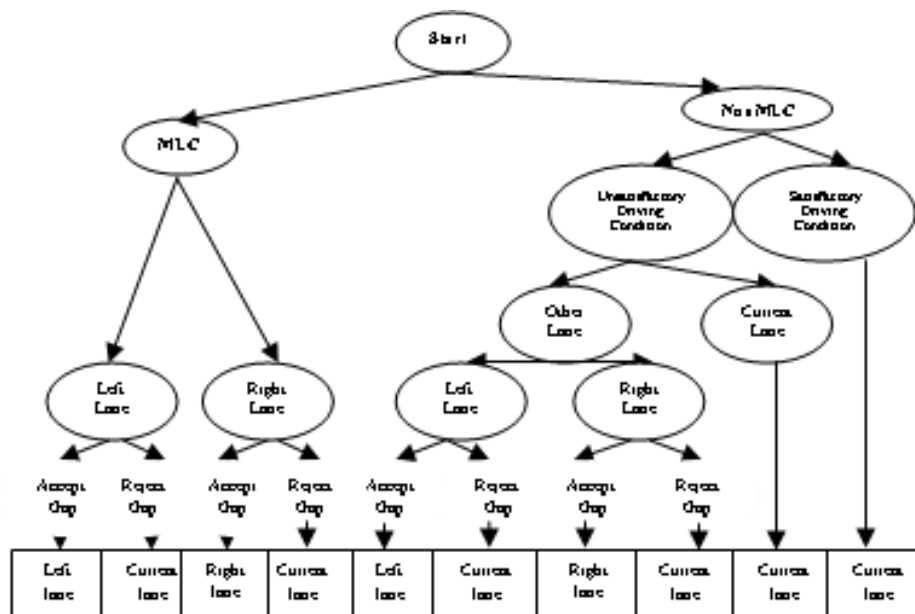 Start
Non MLC
MLC
Unsatisfactory
Driving
Condition
Satisfactory
Driving
Condition
Other
Lane
Current
Lane
Left
Lane
Right
Lane
Left
Lane
Right
Lane
Accept
Gap
Reject
Gap
Accept
Gap
Reject
Gap
Accept
Gap
Reject
Gap
Accept
Gap
Reject
Gap
Left
lane
Current
lane
Right
lane
Current
lane
Left
lane
Current
lane
Right
lane
Current
lane
Current
lane
Current
lane